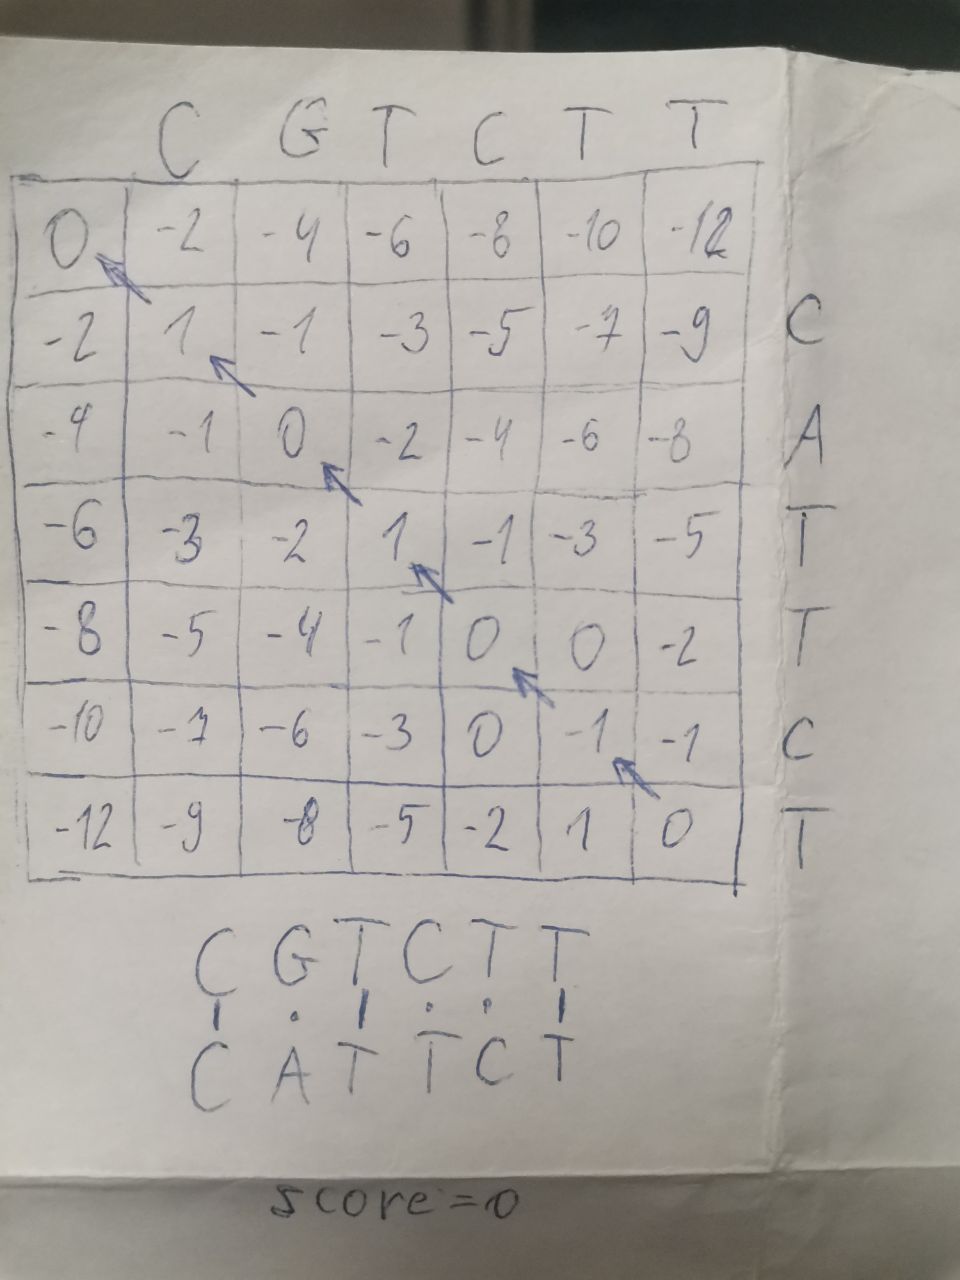 C G T C T T
0 -2 -4 -6 -8 -10 -12
-2 1 -1 -3 -5 -7 -9 C
-4 -1 0 -2 -4 -6 -8 A
-6 -3 -2 1 -1 -3 -5 T
-8 -5 -4 -1 0 0 -2 T
-10 -7 -6 -3 0 -1 -1 C
-12 -9 -8 -5 -2 1 0 T
C G T C T T
| . | . . |
C A T T C T
score=0